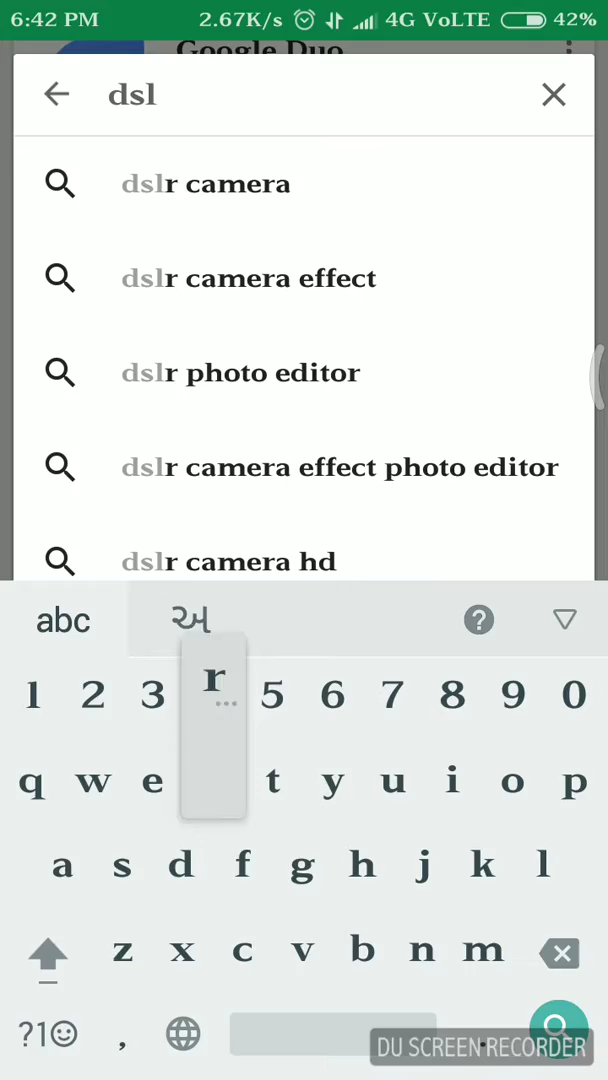 6:42 PM 2.67K/s 4G VoLTE 42%
Google Duo
dsl
dslr camera
dslr camera effect
dslr photo editor
dslr camera effect photo editor
dslr camera hd
abc અ ?
1 2 3 5 6 7 8 9 0
r
q w e t y u i o p
a s d f g h j k l
z x c v b n m
?1 , .
DU SCREEN RECORDER